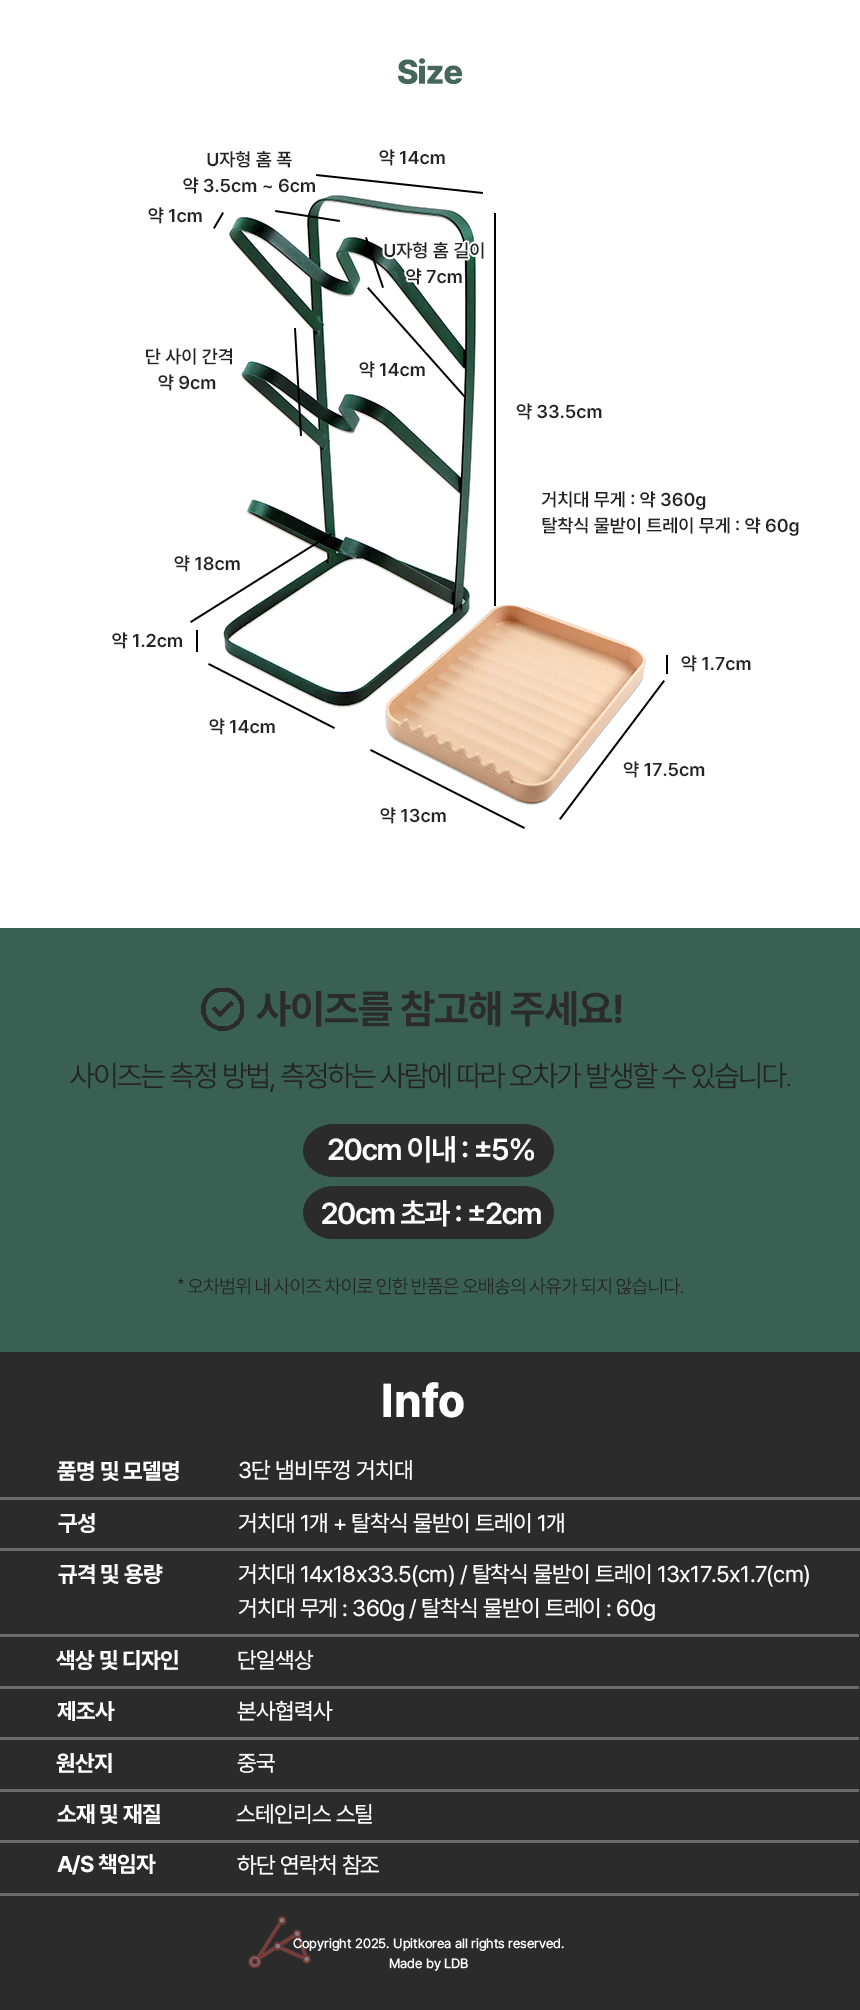 Size
U자형 홈 폭
약 3.5cm ~ 6cm
약 14cm
약 1cm
U자형 홈 길이
약 7cm
단 사이 간격
약 9cm
약 14cm
약 33.5cm
거치대 무게 : 약 360g
탈착식 물받이 트레이 무게 : 약 60g
약 18cm
약 1.2cm
약 1.7cm
약 14cm
약 17.5cm
약 13cm
사이즈를 참고해 주세요!
사이즈는 측정 방법, 측정하는 사람에 따라 오차가 발생할 수 있습니다.
20cm 이내 : ±5%
20cm 초과 : ±2cm
* 오차범위 내 사이즈 차이로 인한 반품은 오배송의 사유가 되지 않습니다.
Info
품명 및 모델명 3단 냄비뚜껑 거치대
구성 거치대 1개 + 탈착식 물받이 트레이 1개
규격 및 용량 거치대 14x18x33.5(cm) / 탈착식 물받이 트레이 13x17.5x1.7(cm)
거치대 무게 : 360g / 탈착식 물받이 트레이 : 60g
색상 및 디자인 단일색상
제조사 본사협력사
원산지 중국
소재 및 재질 스테인리스 스틸
A/S 책임자 하단 연락처 참조
Copyright 2025. Upitkorea all rights reserved.
Made by LDB